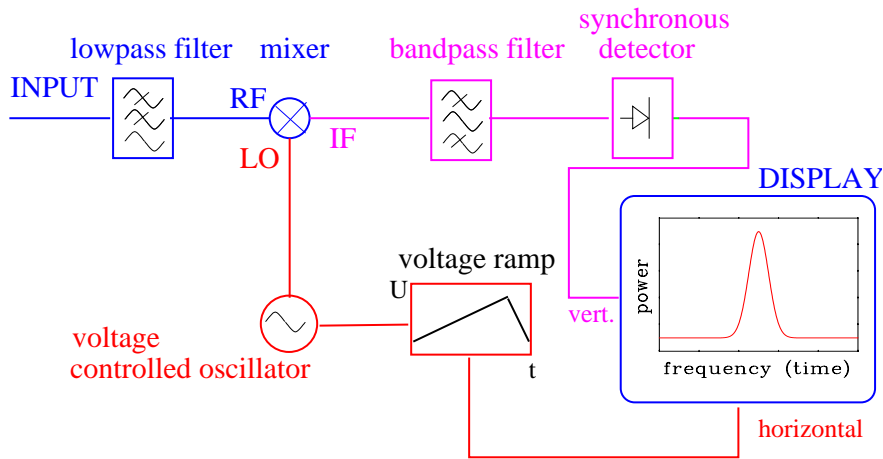 synchronous
lowpass filter
mixer
bandpass filter
detector
INPUT
RF
IF
LO
DISPLAY
voltage ramp
U
t
power
vert.
voltage
controlled oscillator
frequency (time)
horizontal